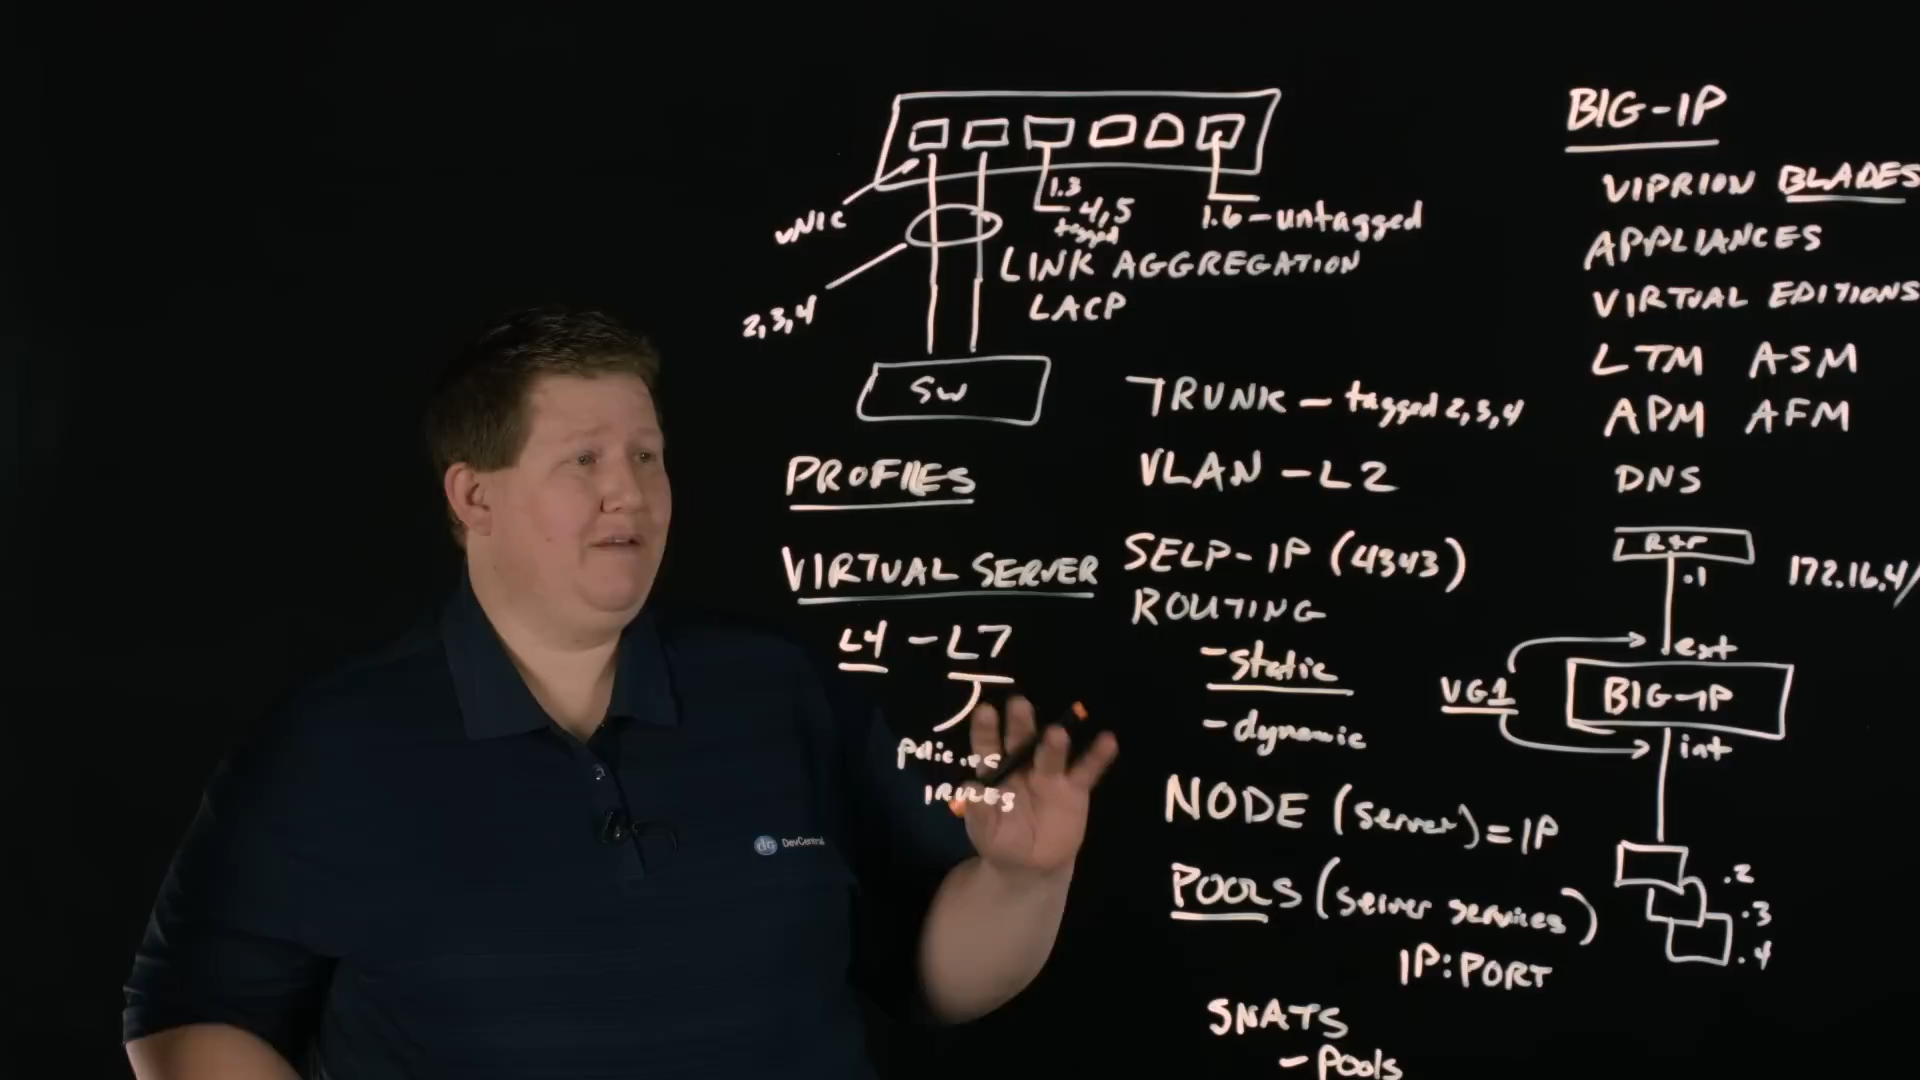 vNIC
2,3,4
1.3
4,5
tagged
1.6-untagged
LINK AGGREGATION
LACP
SW
PROFILES
VIRTUAL SERVER
L4 - L7
policies
IRULES
dc DevCentral
TRUNK - tagged 2,3,4
VLAN - L2
SELF-IP (4343)
ROUTING
- static
- dynamic
NODE (server) = IP
POOLS (server services)
IP:PORT
SNATS
- Pools
BIG-IP
VIPRION BLADES
APPLIANCES
VIRTUAL EDITIONS
LTM ASM
APM AFM
DNS
Rtr
.1
172.16.4/
ext
VG1
BIG-IP
int
.2
.3
.4